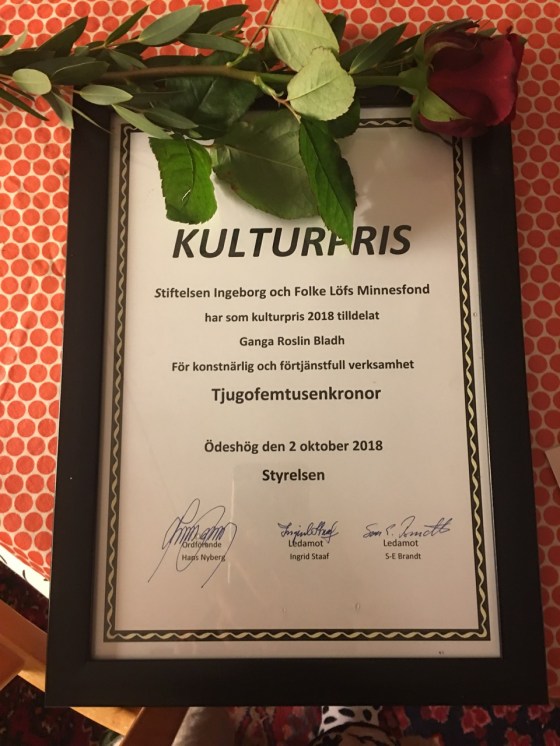 KULTURPRIS
Stiftelsen Ingeborg och Folke Löfs Minnesfond
har som kulturpris 2018 tilldelat
Ganga Roslin Bladh
För konstnärlig och förtjänstfull verksamhet
Tjugofemtusenkronor
Ödeshög den 2 oktober 2018
Styrelsen
Ordförande Ledamot Ledamot
Hans Nyberg Ingrid Staaf S-E Brandt